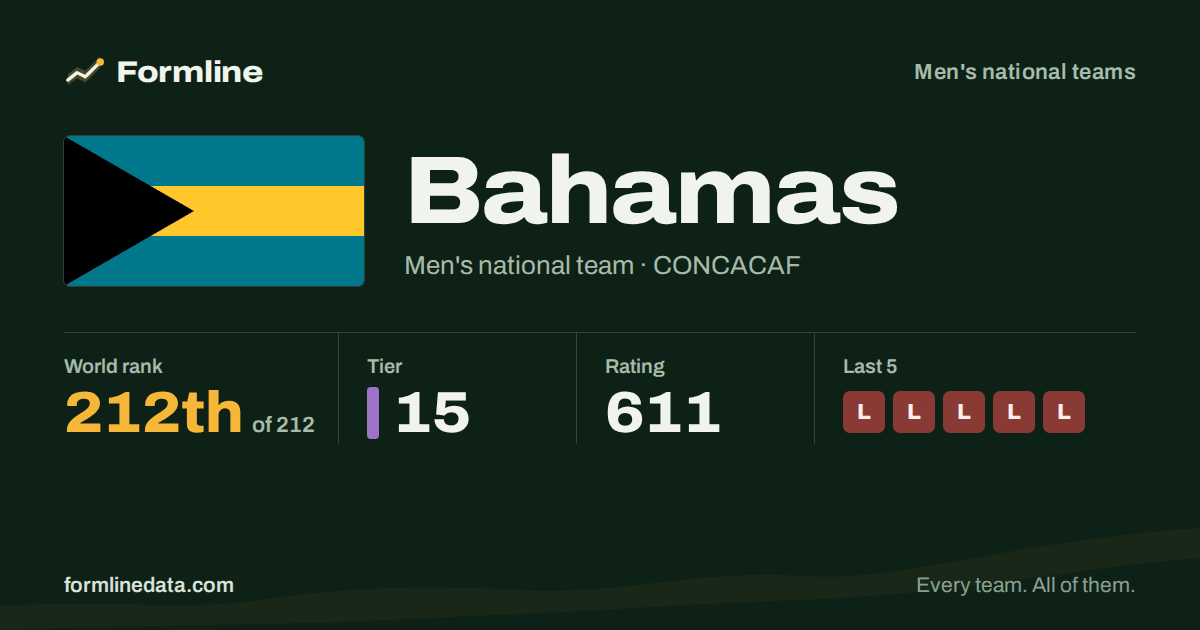 Formline
Men's national teams
Bahamas
Men's national team · CONCACAF
World rank
212th of 212
Tier
15
Rating
611
Last 5
L L L L L
formlinedata.com
Every team. All of them.